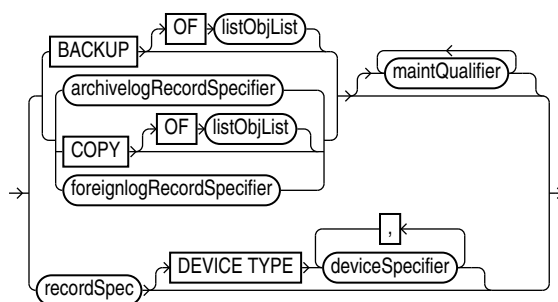 OF listObjList
BACKUP
maintQualifier
archivelogRecordSpecifier
OF listObjList
COPY
foreignlogRecordSpecifier
,
DEVICE TYPE deviceSpecifier
recordSpec